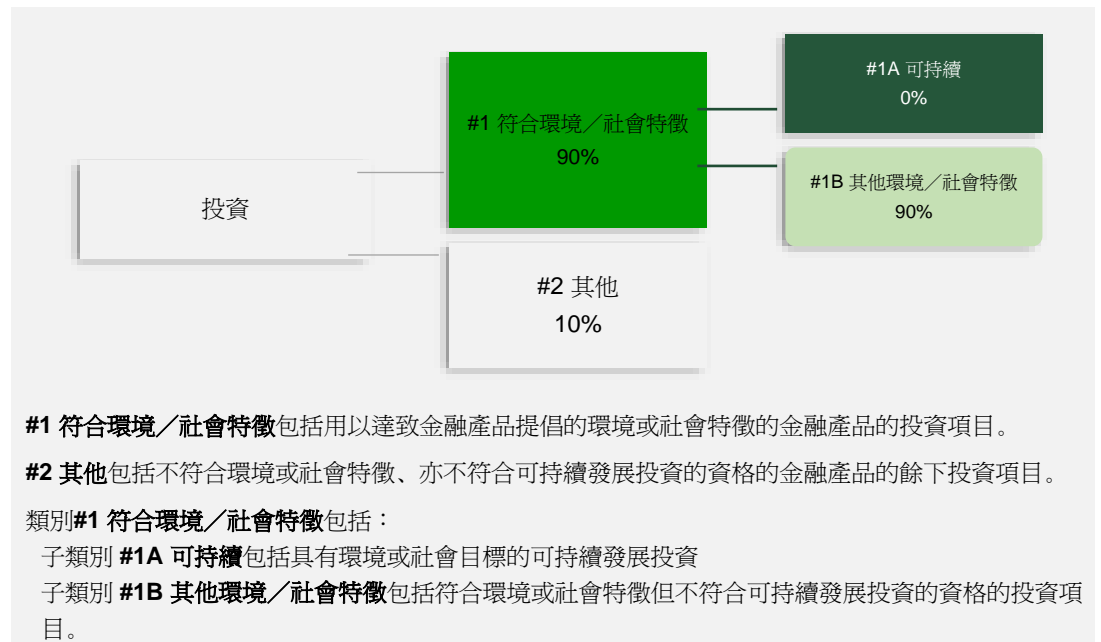 投資
#1 符合環境／社會特徵
90%
#2 其他
10%
#1A 可持續
0%
#1B 其他環境／社會特徵
90%
#1 符合環境／社會特徵包括用以達致金融產品提倡的環境或社會特徵的金融產品的投資項目。
#2 其他包括不符合環境或社會特徵、亦不符合可持續發展投資的資格的金融產品的餘下投資項目。
類別#1 符合環境／社會特徵包括：
子類別 #1A 可持續包括具有環境或社會目標的可持續發展投資
子類別 #1B 其他環境／社會特徵包括符合環境或社會特徵但不符合可持續發展投資的資格的投資項
目。